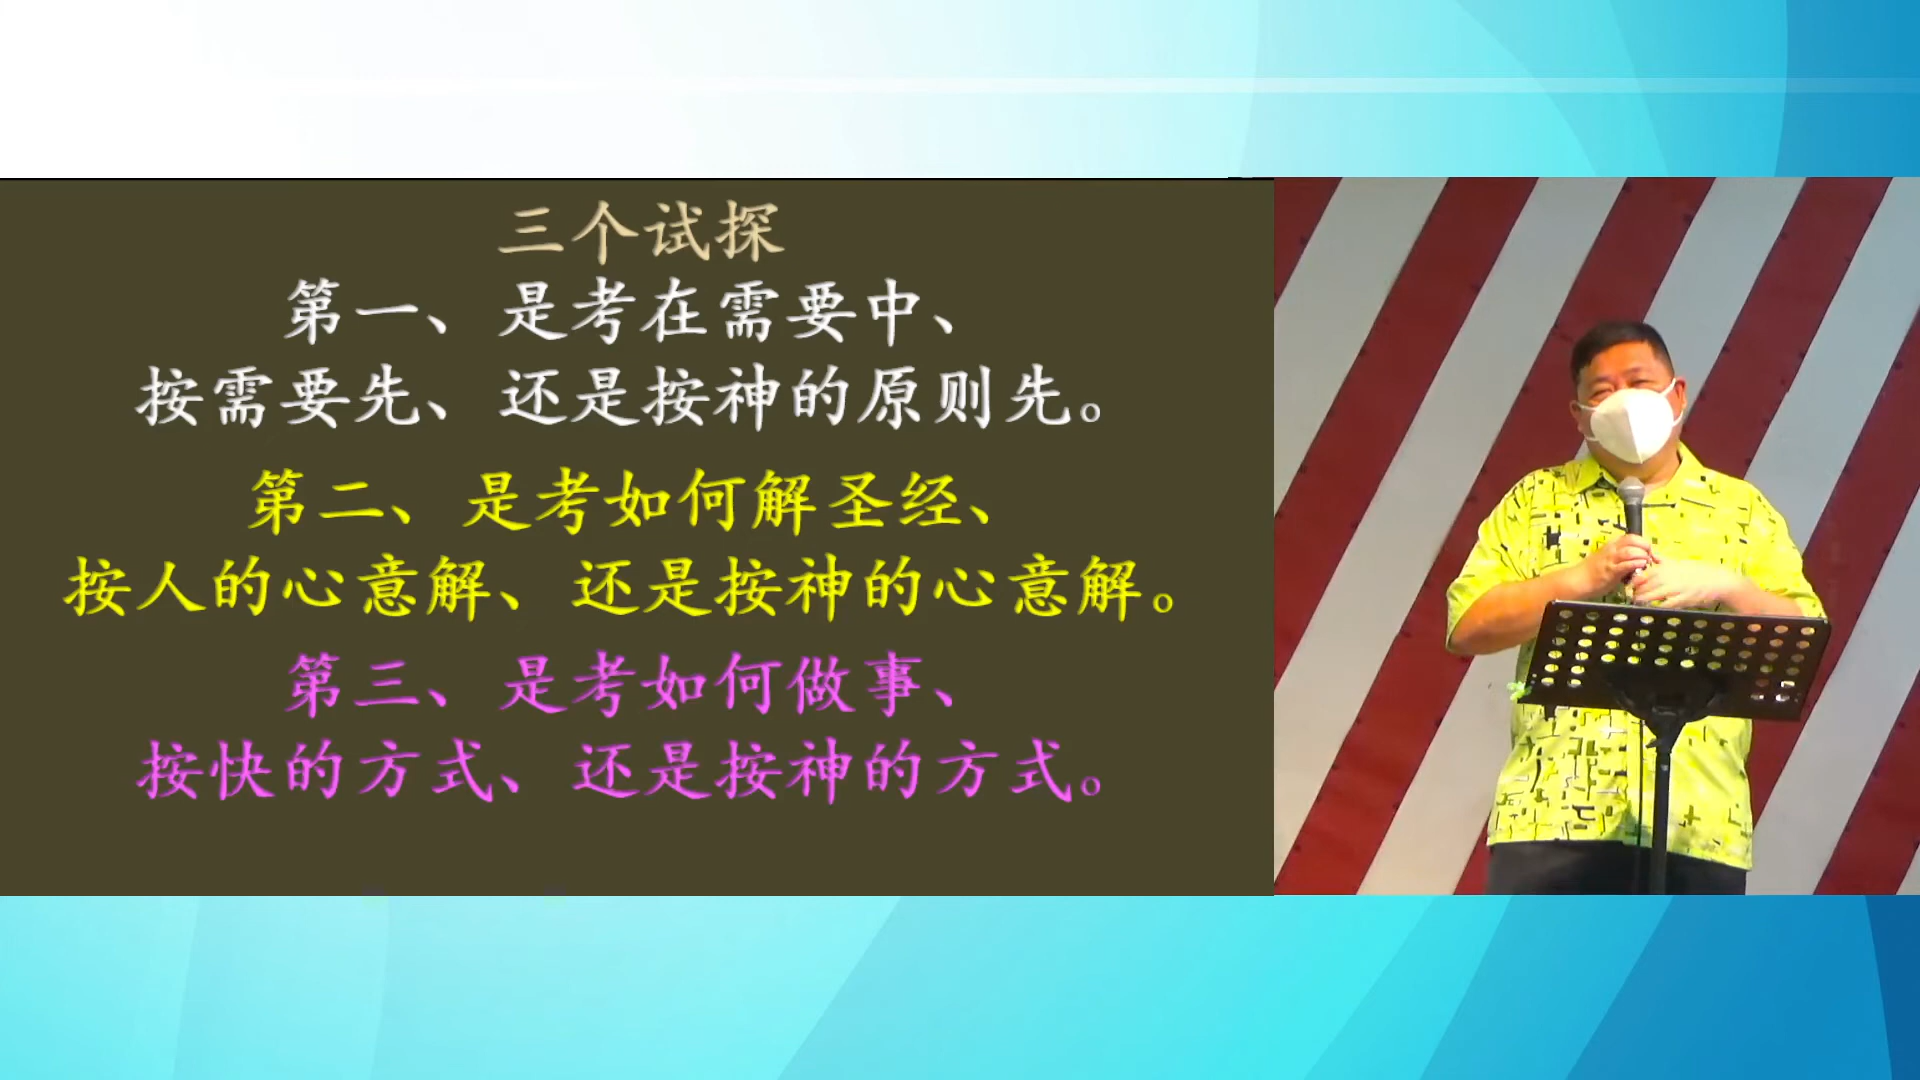 三个试探
第一、是考在需要中、
按需要先、还是按神的原则先。
第二、是考如何解圣经、
按人的心意解、还是按神的心意解。
第三、是考如何做事、
按快的方式、还是按神的方式。